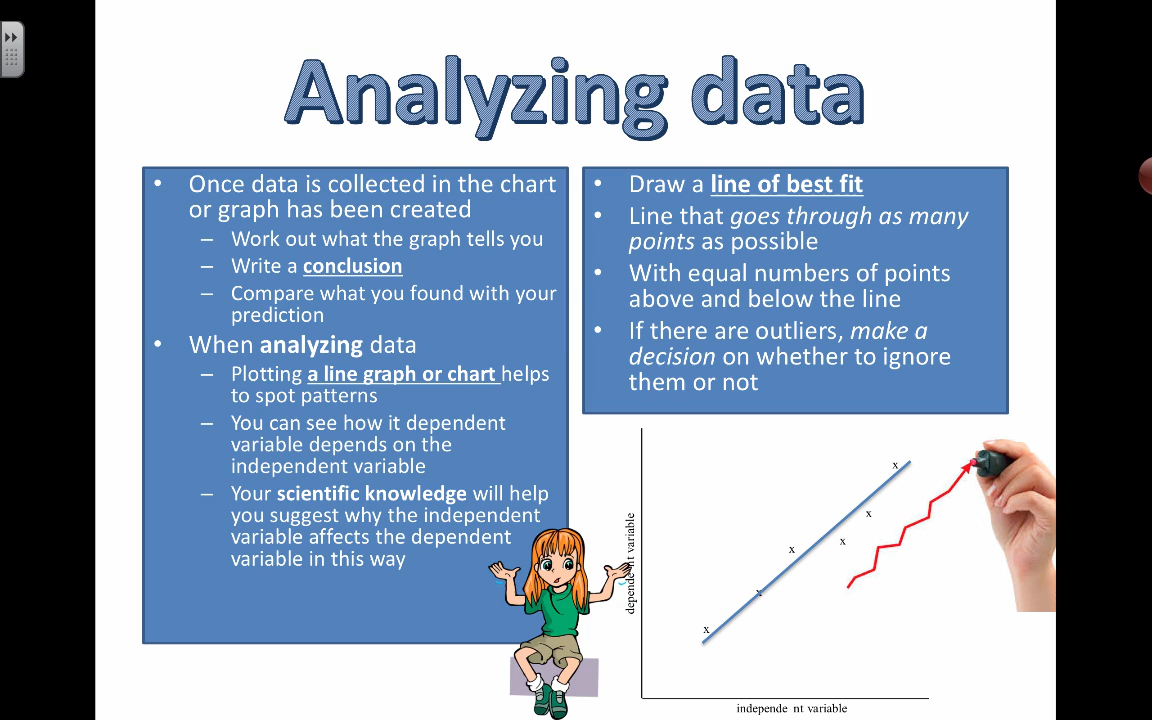 Analyzing data
• Once data is collected in the chart
or graph has been created
– Work out what the graph tells you
– Write a conclusion
– Compare what you found with your
prediction
• When analyzing data
– Plotting a line graph or chart helps
to spot patterns
– You can see how it dependent
variable depends on the
independent variable
– Your scientific knowledge will help
you suggest why the independent
variable affects the dependent
variable in this way
• Draw a line of best fit
• Line that goes through as many
points as possible
• With equal numbers of points
above and below the line
• If there are outliers, make a
decision on whether to ignore
them or not
x
x
x
x
x
x
depende nt variable
independe nt variable